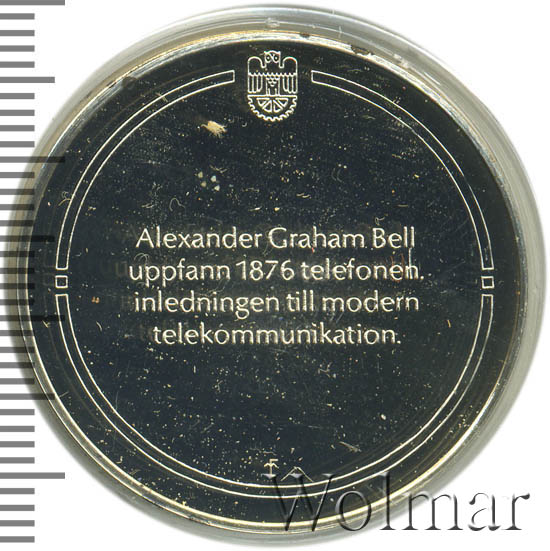 Alexander Graham Bell
uppfann 1876 telefonen.
inledningen till modern
telekommunikation.
Wolmar